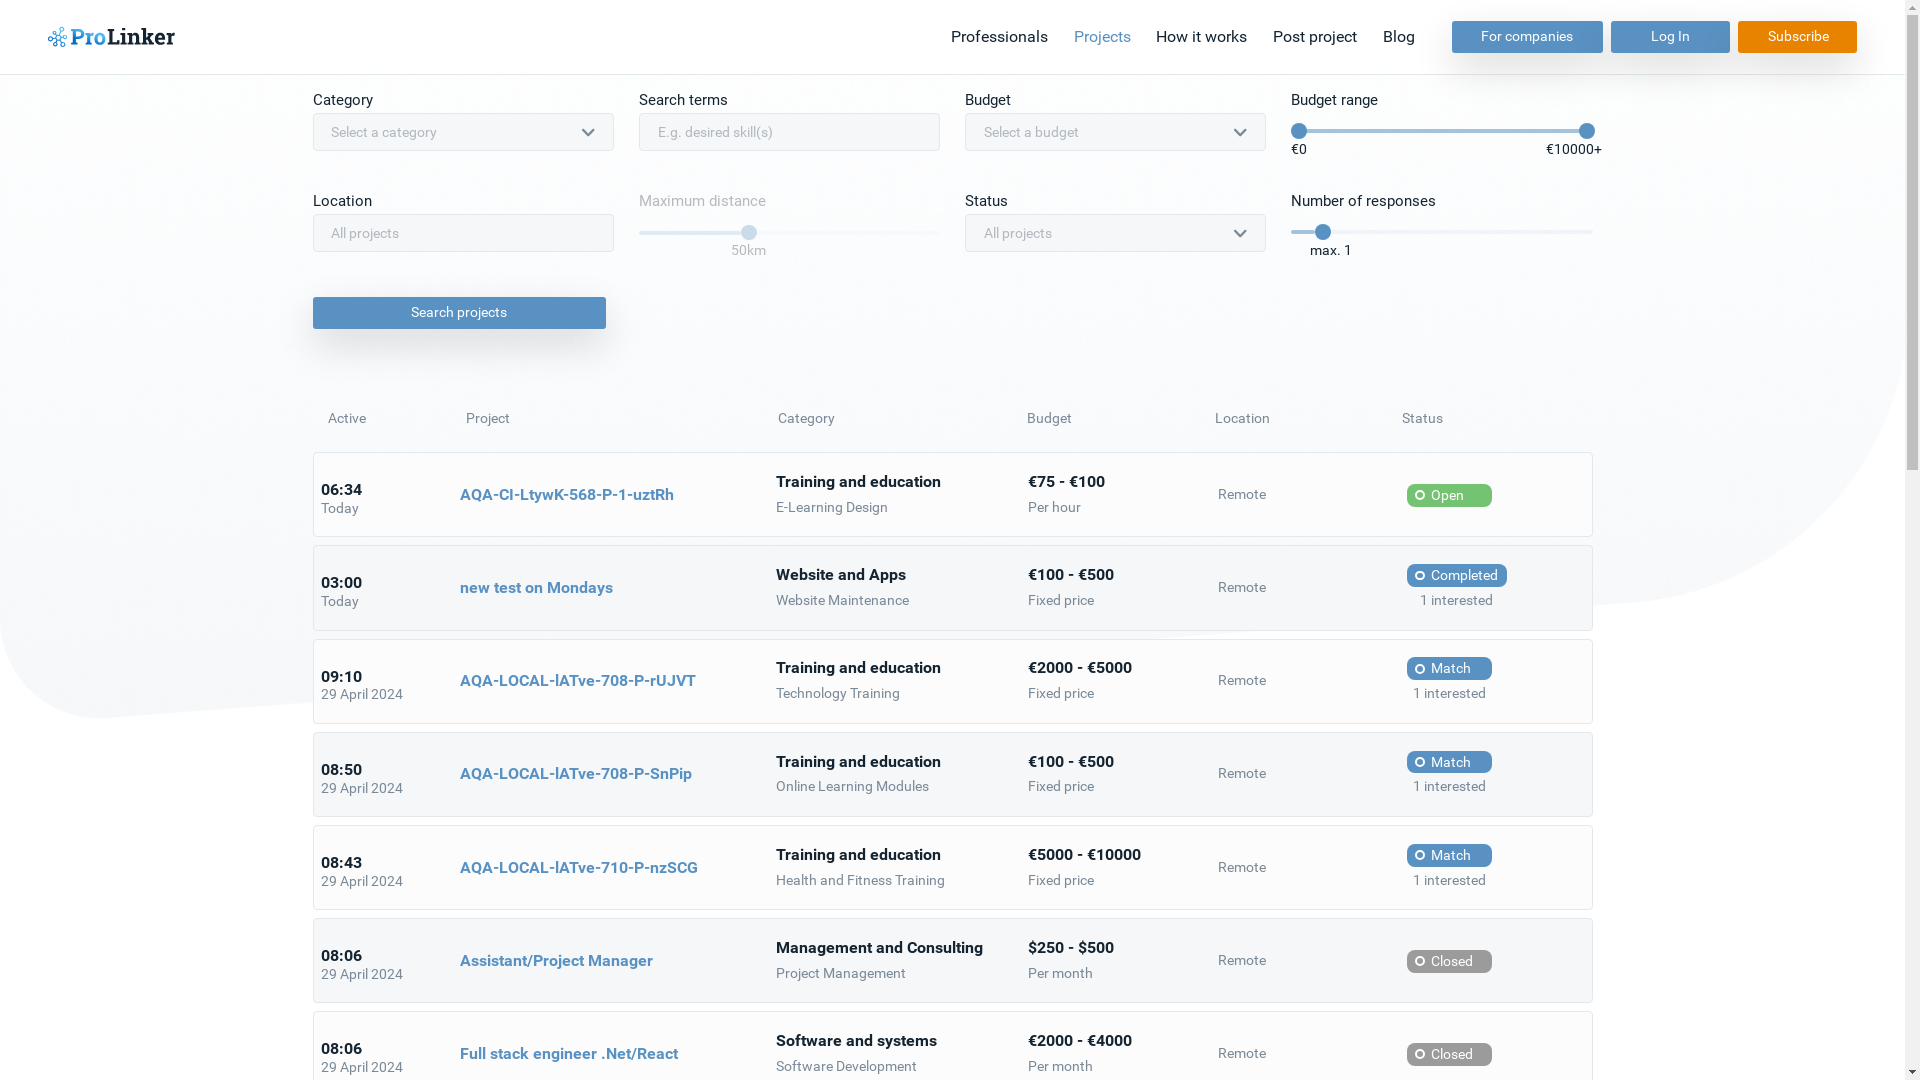 ProLinker
Professionals
Projects
How it works
Post project
Blog
For companies
Log In
Subscribe
Category
Search terms
Budget
Budget range
Select a category
E.g. desired skill(s)
Select a budget
€0
€10000+
Location
Maximum distance
Status
Number of responses
All projects
50km
All projects
max. 1
Search projects
Active
Project
Category
Budget
Location
Status
06:34
Today
AQA-CI-LtywK-568-P-1-uztRh
Training and education
E-Learning Design
€75 - €100
Per hour
Remote
Open
03:00
Today
new test on Mondays
Website and Apps
Website Maintenance
€100 - €500
Fixed price
Remote
Completed
1 interested
09:10
29 April 2024
AQA-LOCAL-lATve-708-P-rUJVT
Training and education
Technology Training
€2000 - €5000
Fixed price
Remote
Match
1 interested
08:50
29 April 2024
AQA-LOCAL-lATve-708-P-SnPip
Training and education
Online Learning Modules
€100 - €500
Fixed price
Remote
Match
1 interested
08:43
29 April 2024
AQA-LOCAL-lATve-710-P-nzSCG
Training and education
Health and Fitness Training
€5000 - €10000
Fixed price
Remote
Match
1 interested
08:06
29 April 2024
Assistant/Project Manager
Management and Consulting
Project Management
$250 - $500
Per month
Remote
Closed
08:06
29 April 2024
Full stack engineer .Net/React
Software and systems
Software Development
€2000 - €4000
Per month
Remote
Closed